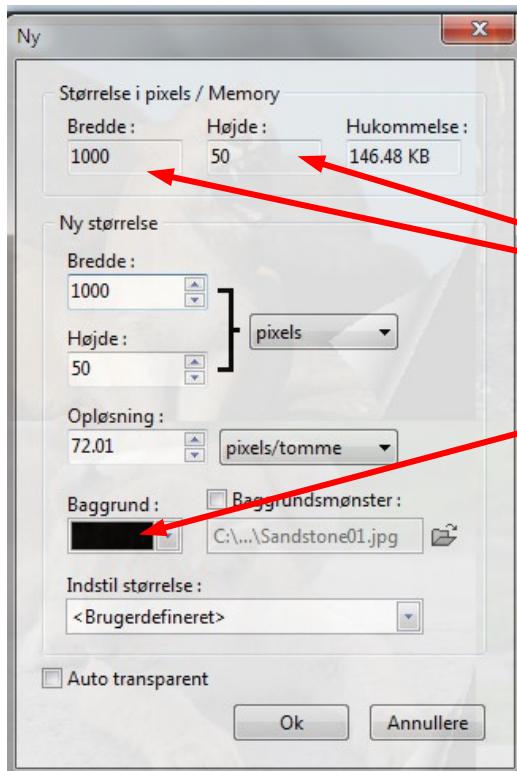 Ny
Størrelse i pixels / Memory
Bredde : Højde : Hukommelse :
1000 50 146.48 KB
Ny størrelse
Bredde :
1000
pixels
Højde :
50
Opløsning :
72.01 pixels/tomme
Baggrund : Baggrundsmønster :
C:\...\Sandstone01.jpg
Indstil størrelse :
<Brugerdefineret>
Auto transparent
Ok Annullere